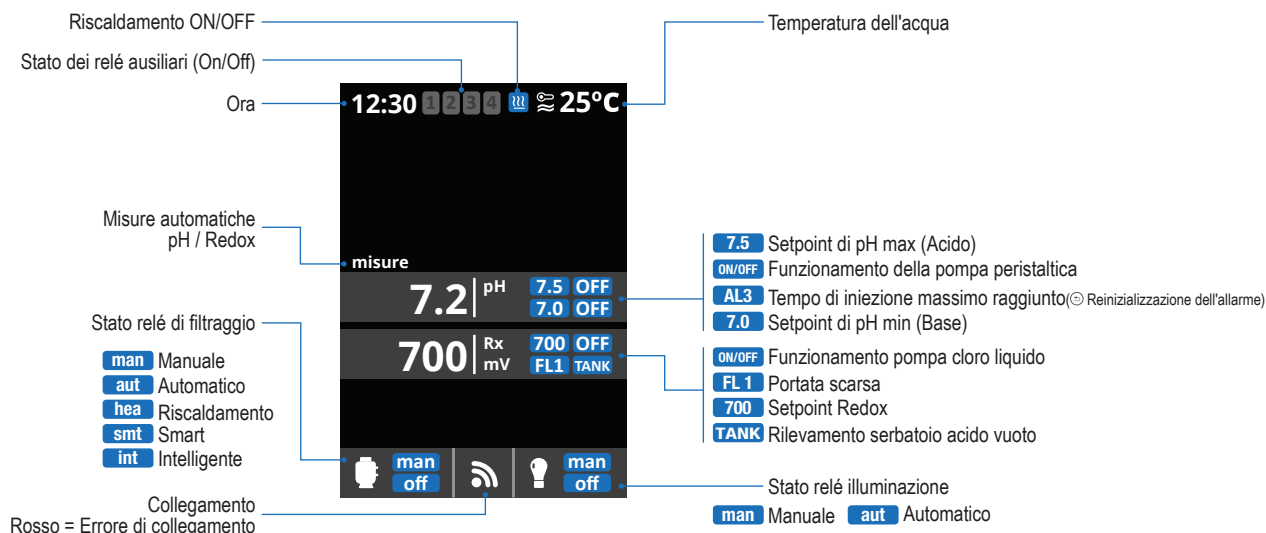 Riscaldamento ON/OFF
Stato dei relé ausiliari (On/Off)
Ora
Temperatura dell'acqua
12:30 1 2 3 4 25ºC
Misure automatiche
pH / Redox
misure
7.2 pH 7.5 OFF
7.0 OFF
700 Rx mV 700 OFF
FL1 TANK
7.5 Setpoint di pH max (Acido)
ON/OFF Funzionamento della pompa peristaltica
AL3 Tempo di iniezione massimo raggiunto(⊝ Reinizializzazione dell'allarme)
7.0 Setpoint di pH min (Base)
ON/OFF Funzionamento pompa cloro liquido
FL 1 Portata scarsa
700 Setpoint Redox
TANK Rilevamento serbatoio acido vuoto
Stato relé di filtraggio
man Manuale
aut Automatico
hea Riscaldamento
smt Smart
int Intelligente
man man
off off
Collegamento
Rosso = Errore di collegamento
Stato relé illuminazione
man Manuale aut Automatico